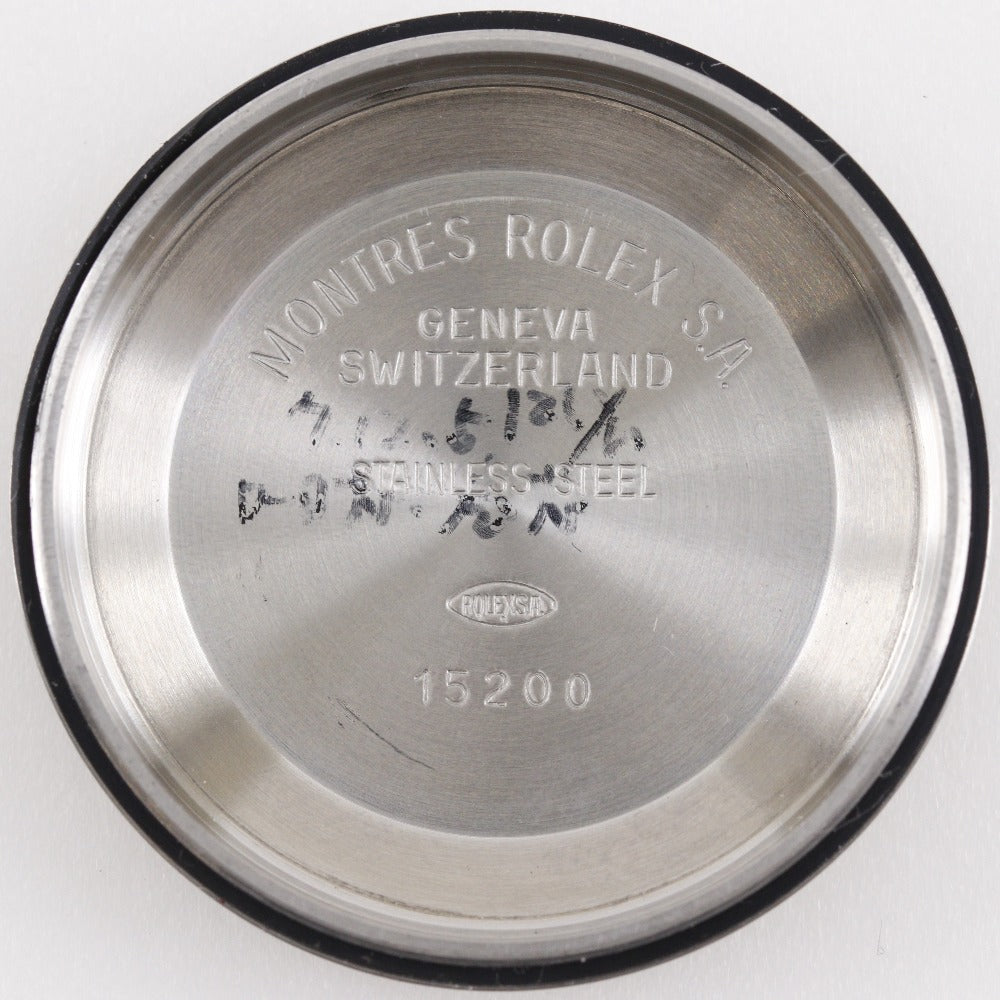 MONTRES ROLEX S.A.
GENEVA
SWITZERLAND
STAINLESS STEEL
ROLEX S.A.
15200